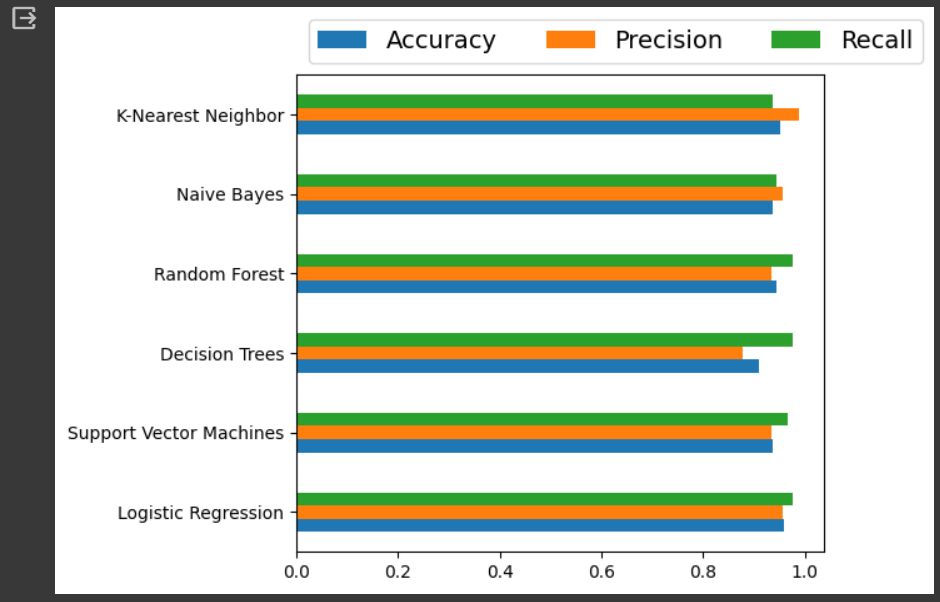 Accuracy Precision Recall
K-Nearest Neighbor
Naive Bayes
Random Forest
Decision Trees
Support Vector Machines
Logistic Regression
0.0 0.2 0.4 0.6 0.8 1.0